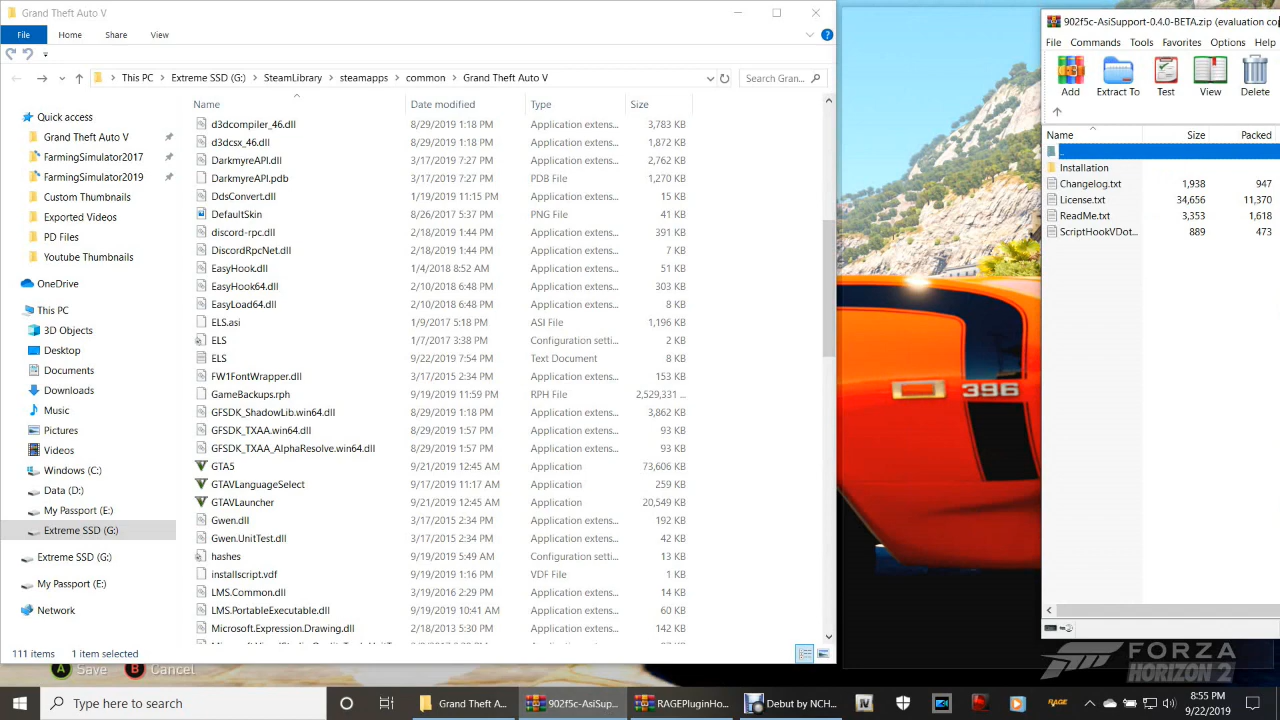 Grand Theft Auto V
File Home Share View
This PC > Extreme SSD (G:) > SteamLibrary > steamapps > common > Grand Theft Auto V
Search Gran...
Name Date modified Type Size
Quick access
Grand Theft Auto V
FarmingSimulator2017
FarmingSimulator2019
Custom Thumbnails
Exported Videos
PD Files
Youtube Thumbnails
OneDrive
This PC
3D Objects
Desktop
Documents
Downloads
Music
Pictures
Videos
Windows (C:)
Data (D:)
My Passport (E:)
Extreme SSD (G:)
Extreme SSD (G:)
My Passport (E:)
Network
d3dcompiler_46.dll 8/29/2019 1:18 PM Application extens... 3,783 KB
d3dcsx_46.dll 8/29/2019 1:18 PM Application extens... 1,872 KB
DarkmyreAPI.dll 3/17/2019 7:27 PM Application extens... 2,762 KB
DarkmyreAPI.pdb 3/17/2019 7:27 PM PDB File 1,270 KB
DdsConvert.dll 1/19/2019 11:15 PM Application extens... 195 KB
DefaultSkin 8/26/2017 5:37 PM PNG File 41 KB
discord-rpc.dll 2/18/2019 1:44 PM Application extens... 391 KB
DiscordRpcNet.dll 2/18/2019 1:44 PM Application extens... 7 KB
EasyHook.dll 1/4/2018 8:52 AM Application extens... 51 KB
EasyHook64.dll 2/10/2018 6:48 PM Application extens... 303 KB
EasyLoad64.dll 2/10/2018 6:48 PM Application extens... 8 KB
ELS.asi 1/9/2017 5:18 PM ASI File 1,196 KB
ELS 1/7/2017 3:38 PM Configuration setti... 2 KB
ELS 9/22/2019 7:54 PM Text Document 8 KB
FW1FontWrapper.dll 3/17/2015 2:34 PM Application extens... 153 KB
GameBackup.rph 9/19/2019 11:59 PM RPH File 2,529,331 ...
GFSDK_ShadowLib.win64.dll 8/29/2019 1:18 PM Application extens... 3,862 KB
GFSDK_TXAA.win64.dll 8/29/2019 1:57 PM Application extens... 93 KB
GFSDK_TXAA_AlphaResolve.win64.dll 8/29/2019 1:57 PM Application extens... 93 KB
GTA5 9/21/2019 12:45 AM Application 73,606 KB
GTAVLanguageSelect 9/17/2019 11:17 AM Application 259 KB
GTAVLauncher 9/21/2019 12:45 AM Application 20,549 KB
Gwen.dll 3/17/2015 2:34 PM Application extens... 192 KB
Gwen.UnitTest.dll 3/17/2015 2:34 PM Application extens... 42 KB
hashes 9/19/2019 5:49 AM Configuration setti... 13 KB
installscript.vdf 9/19/2019 1:16 PM VDF File 1 KB
LMS.Common.dll 3/19/2016 2:29 PM Application extens... 14 KB
LMS.PortableExecutable.dll 9/19/2019 10:41 AM Application extens... 60 KB
Microsoft.Expression.Drawing.dll 2/18/2013 5:30 PM Application extens... 142 KB
111 items 1 item selected
A Save B Cancel
396
902f5c-AsiSupport-0.4.0-BETA.zip (evaluation co
File Commands Tools Favorites Options Help
Add Extract To Test View Delete
Name Size Packed
..
Installation
Changelog.txt 1,938 947
License.txt 34,656 11,370
ReadMe.txt 3,353 1,618
ScriptHookVDot... 889 473
FORZA
HORIZON 2
Type here to search
Grand Theft A...
902f5c-AsiSup...
RAGEPluginHo...
Debut by NCH...
IV
RAGE
8:55 PM
9/22/2019